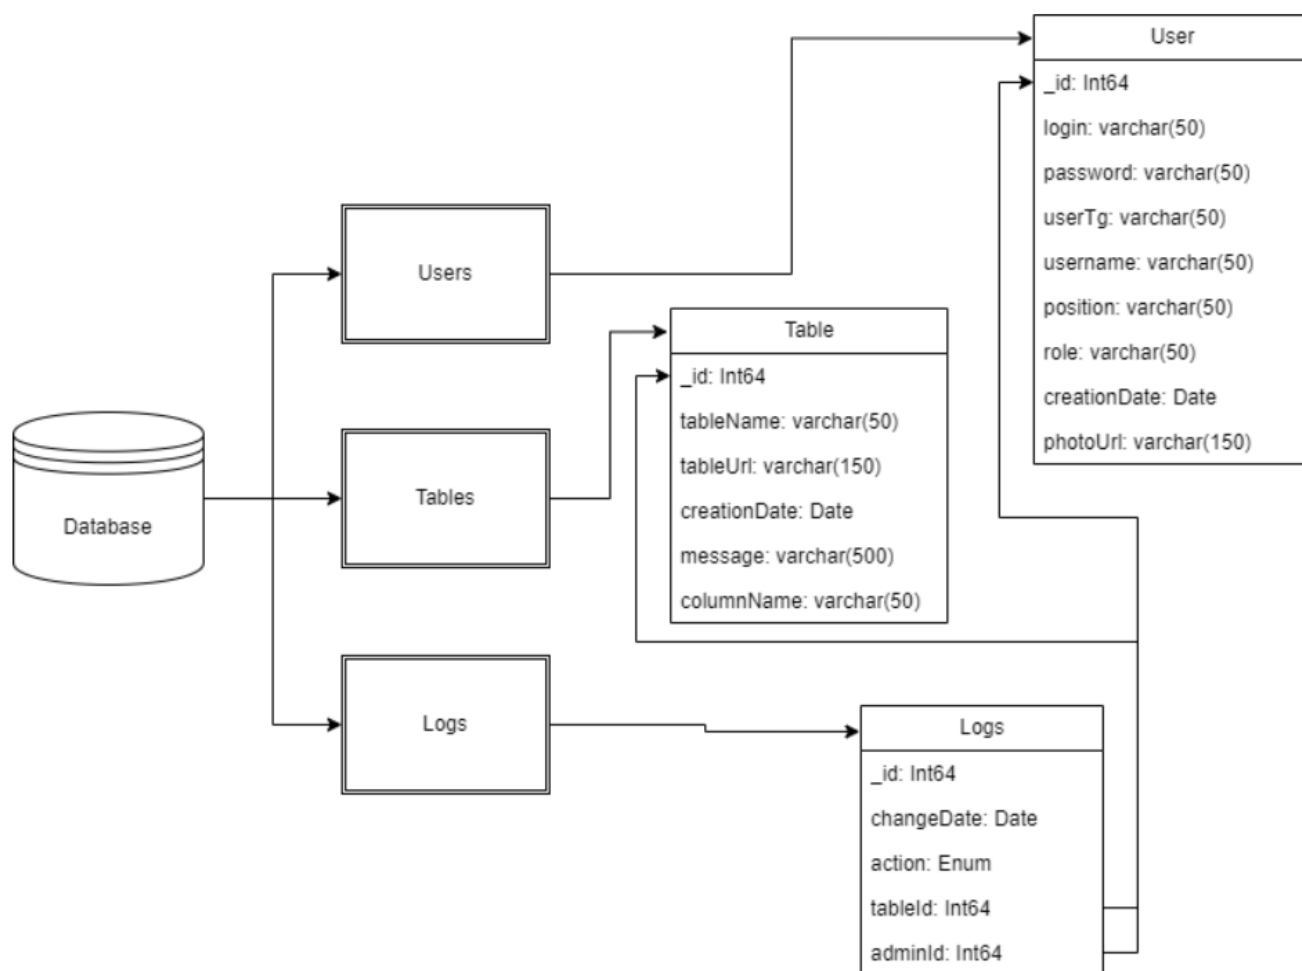 User
_id: Int64
login: varchar(50)
password: varchar(50)
userTg: varchar(50)
username: varchar(50)
position: varchar(50)
role: varchar(50)
creationDate: Date
photoUrl: varchar(150)
Users
Table
_id: Int64
tableName: varchar(50)
tableUrl: varchar(150)
creationDate: Date
message: varchar(500)
columnName: varchar(50)
Tables
Database
Logs
Logs
_id: Int64
changeDate: Date
action: Enum
tableId: Int64
adminId: Int64